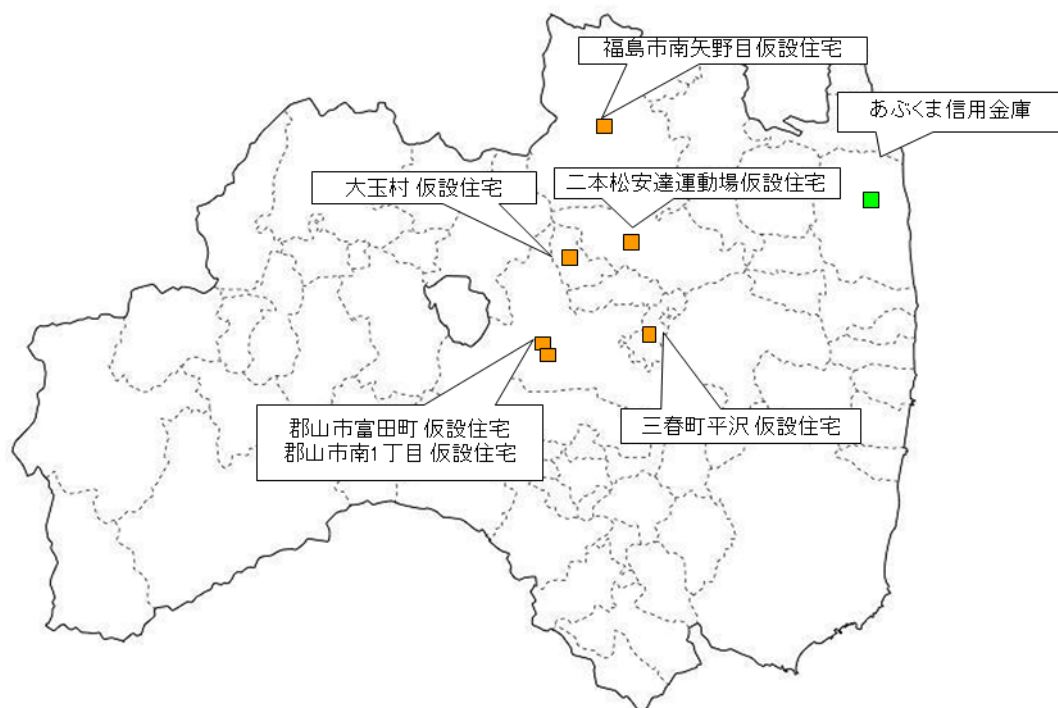 福島市南矢野目仮設住宅
あぶくま信用金庫
大玉村 仮設住宅
二本松安達運動場仮設住宅
郡山市富田町 仮設住宅
郡山市南1丁目 仮設住宅
三春町平沢 仮設住宅